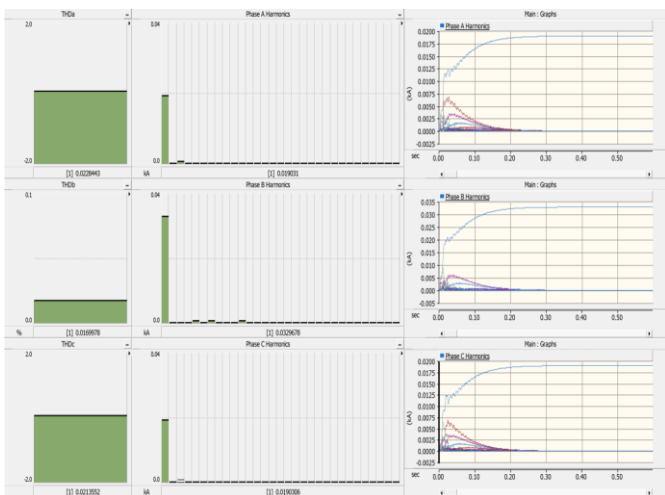 THDa
Phase A Harmonics
Main : Graphs
2.0
-2.0
[1] 0.0228443
0.04
0.0
kA
[1] 0.019031
Phase A Harmonics
(kA)
0.0200
0.0175
0.0150
0.0125
0.0100
0.0075
0.0050
0.0025
0.0000
-0.0025
sec
0.00 0.10 0.20 0.30 0.40 0.50
THDb
Phase B Harmonics
Main : Graphs
0.1
0.0
% [1] 0.0169978
0.04
0.0
kA
[1] 0.0329678
Phase B Harmonics
(kA)
0.035
0.030
0.025
0.020
0.015
0.010
0.005
0.000
-0.005
sec
0.00 0.10 0.20 0.30 0.40 0.50
THDc
Phase C Harmonics
Main : Graphs
2.0
-2.0
[1] 0.0213552
0.04
0.0
kA
[1] 0.0190306
Phase C Harmonics
(kA)
0.0200
0.0175
0.0150
0.0125
0.0100
0.0075
0.0050
0.0025
0.0000
-0.0025
sec
0.00 0.10 0.20 0.30 0.40 0.50